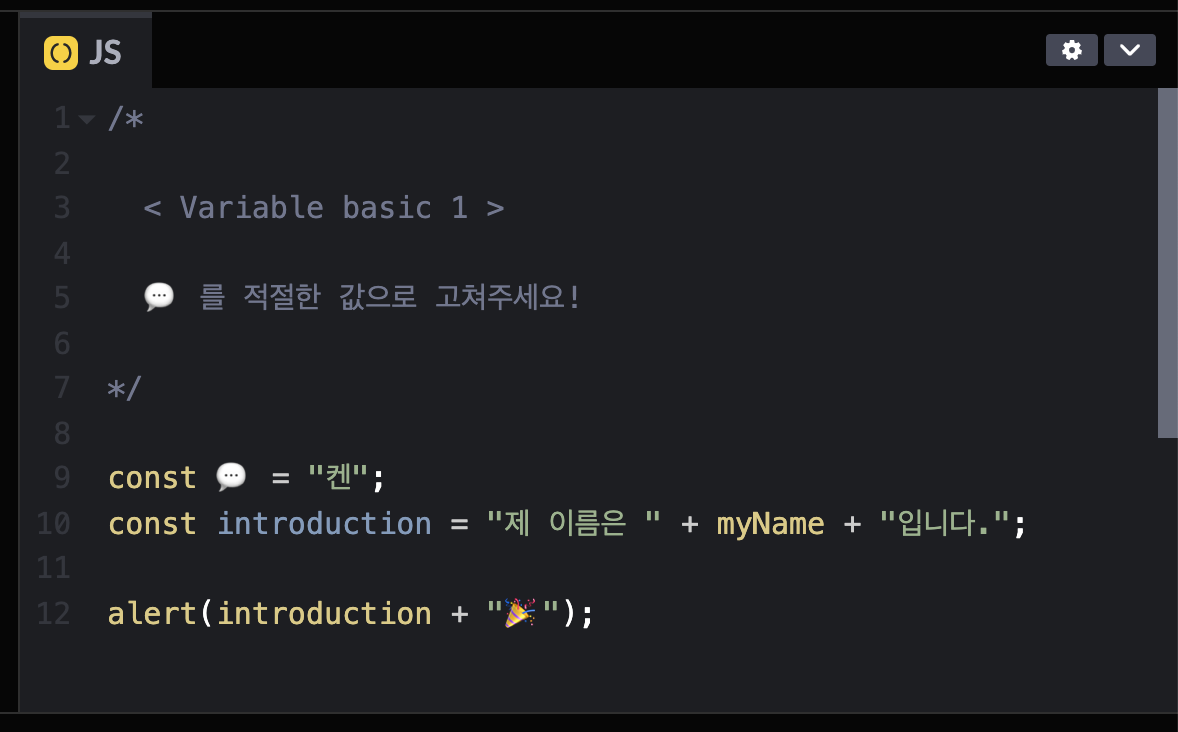 JS
1 /*
2
3 < Variable basic 1 >
4
5 💬 를 적절한 값으로 고쳐주세요!
6
7 */
8
9 const 💬 = "켄";
10 const introduction = "제 이름은 " + myName + "입니다.";
11
12 alert(introduction + "🎉");